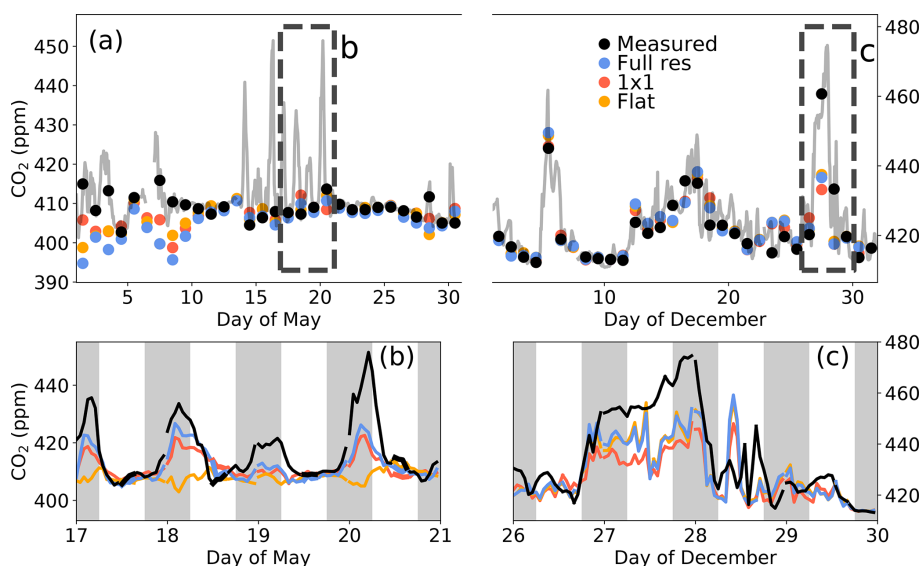 (a)
b
c
Measured
Full res
1x1
Flat
CO₂ (ppm)
450
440
430
420
410
400
390
480
460
440
420
5 10 15 20 25 30
10 20 30
Day of May
Day of December
(b)
(c)
CO₂ (ppm)
440
420
400
480
460
440
420
17 18 19 20 21
26 27 28 29 30
Day of May
Day of December